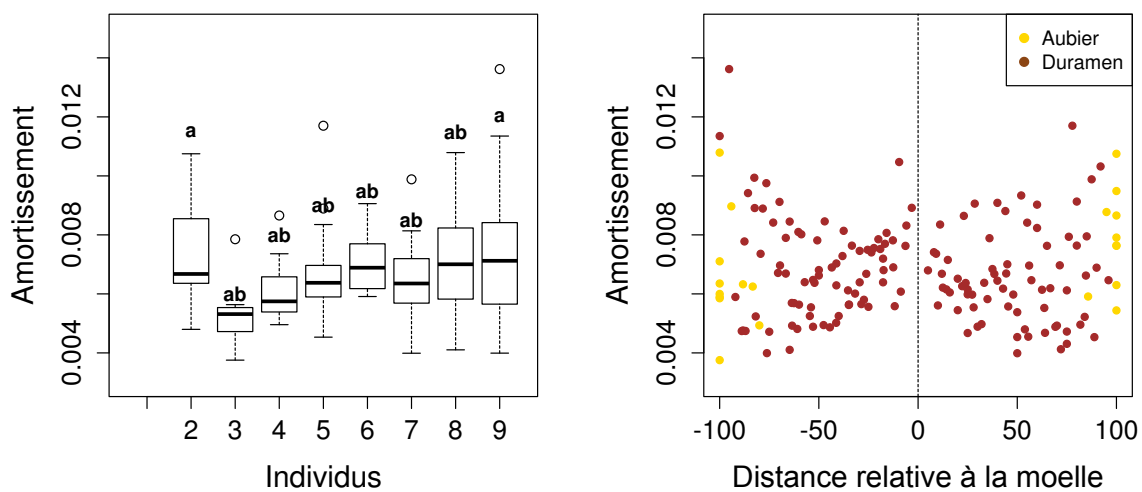 Amortissement
0.004 0.008 0.012
a ab ab ab ab ab ab a
2 3 4 5 6 7 8 9
Individus
Amortissement
0.004 0.008 0.012
Aubier
Duramen
-100 -50 0 50 100
Distance relative à la moelle